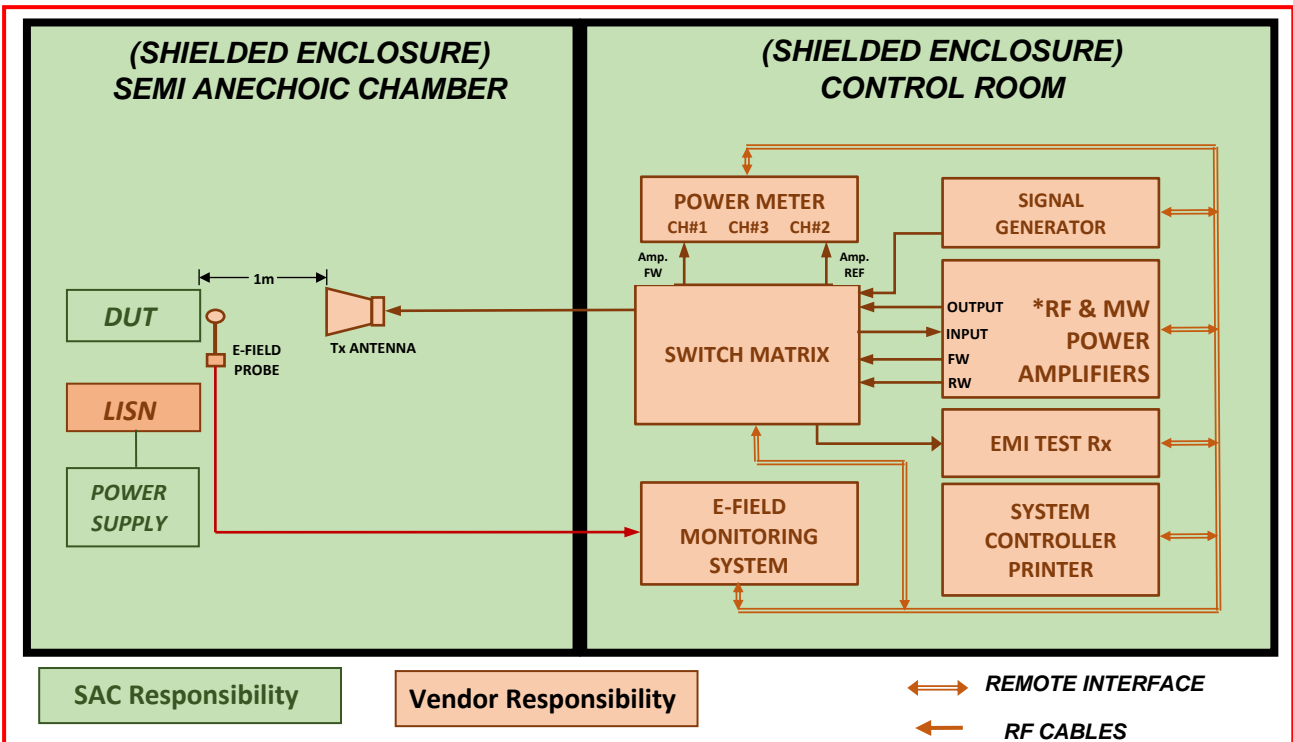 (SHIELDED ENCLOSURE)
SEMI ANECHOIC CHAMBER
(SHIELDED ENCLOSURE)
CONTROL ROOM
POWER METER
CH#1 CH#3 CH#2
SIGNAL
GENERATOR
Amp.
FW
Amp.
REF
1m
DUT
E-FIELD
PROBE
Tx ANTENNA
SWITCH MATRIX
OUTPUT
INPUT
FW
RW
*RF & MW
POWER
AMPLIFIERS
LISN
EMI TEST Rx
POWER
SUPPLY
E-FIELD
MONITORING
SYSTEM
SYSTEM
CONTROLLER
PRINTER
SAC Responsibility
Vendor Responsibility
REMOTE INTERFACE
RF CABLES